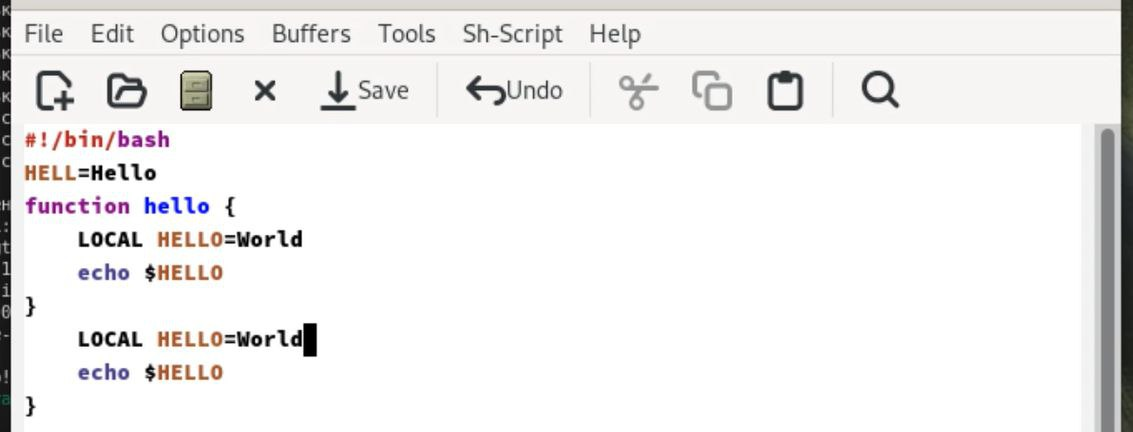 File Edit Options Buffers Tools Sh-Script Help
Save Undo
#!/bin/bash
HELL=Hello
function hello {
    LOCAL HELLO=World
    echo $HELLO
}
    LOCAL HELLO=World
    echo $HELLO
}